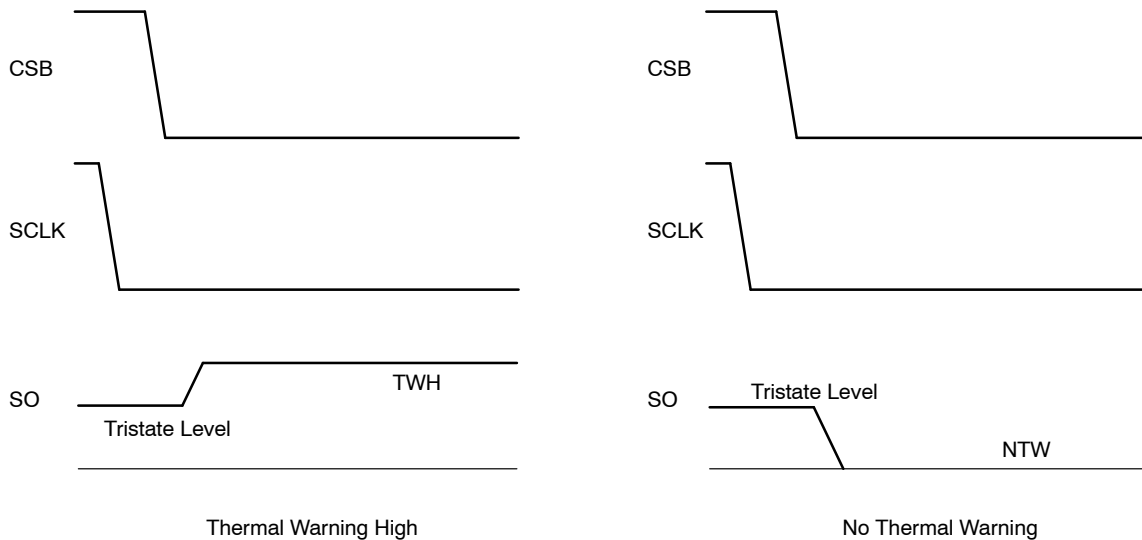 CSB
SCLK
SO
TWH
Tristate Level
Thermal Warning High
CSB
SCLK
SO
Tristate Level
NTW
No Thermal Warning